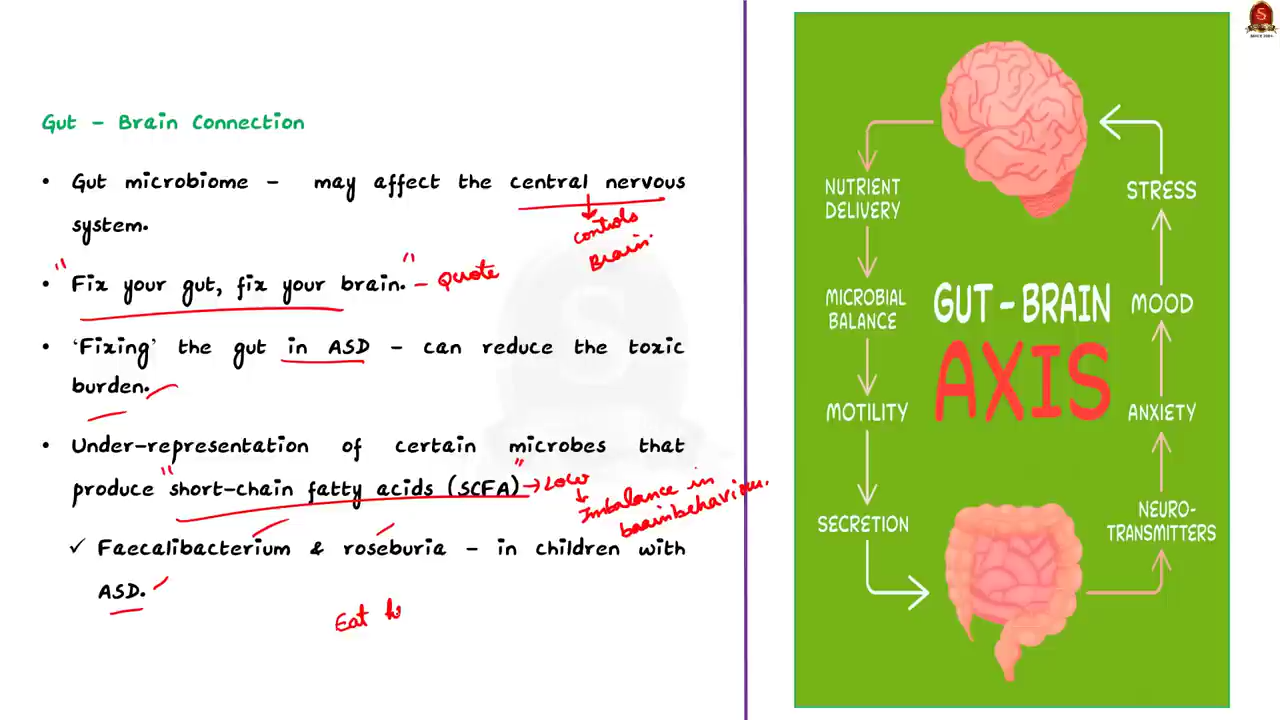 Gut - Brain Connection
• Gut microbiome - may affect the central nervous
system.
controls
Brain.
• "Fix your gut, fix your brain." - Quote
• 'Fixing' the gut in ASD - can reduce the toxic
burden.
• Under-representation of certain microbes that
produce "short-chain fatty acids (SCFA)" → Low
Imbalance in
brain behaviour.
✓ Faecalibacterium & roseburia - in children with
ASD.
Eat
GUT - BRAIN
AXIS
NUTRIENT
DELIVERY
MICROBIAL
BALANCE
MOTILITY
SECRETION
STRESS
MOOD
ANXIETY
NEURO-
TRANSMITTERS
S